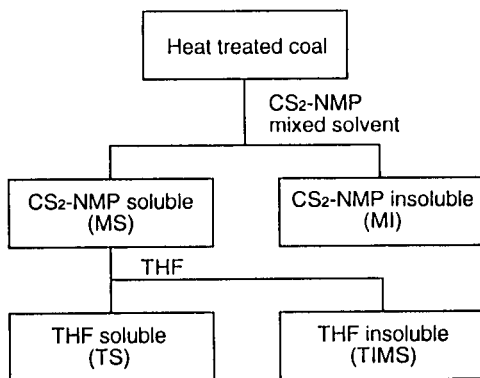 Heat treated coal
CS₂-NMP
mixed solvent
CS₂-NMP soluble
(MS)
CS₂-NMP insoluble
(MI)
THF
THF soluble
(TS)
THF insoluble
(TIMS)